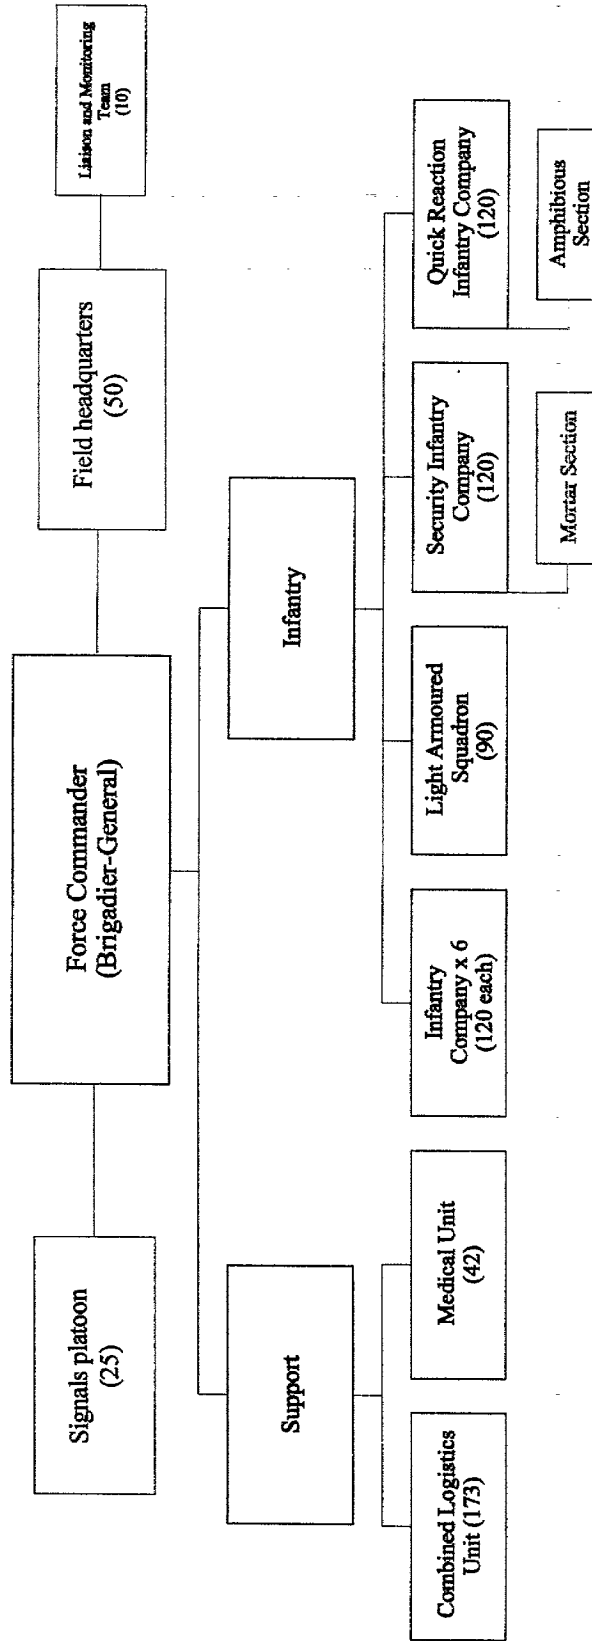 Force Commander
(Brigadier-General)
Signals platoon
(25)
Field headquarters
(50)
Liaison and Monitoring
Team
(10)
Support
Infantry
Combined Logistics
Unit (173)
Medical Unit
(42)
Infantry
Company x 6
(120 each)
Light Armoured
Squadron
(90)
Security Infantry
Company
(120)
Quick Reaction
Infantry Company
(120)
Mortar Section
Amphibious
Section